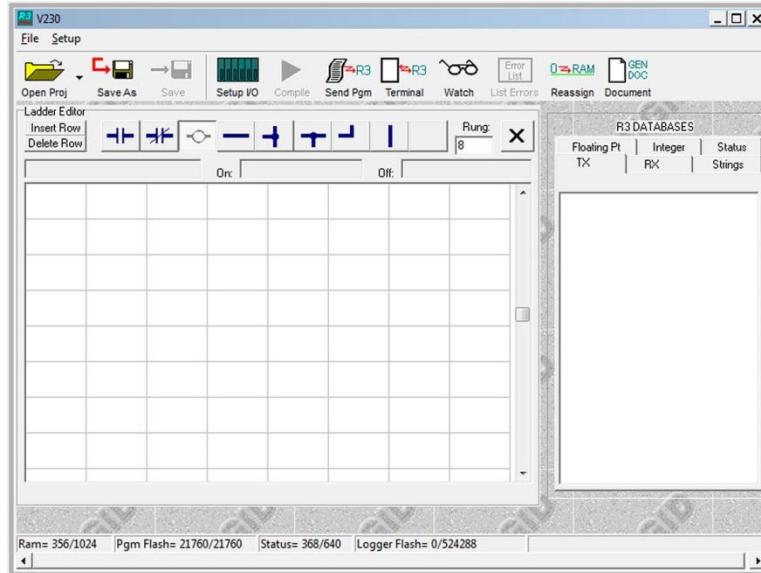 R3 V230
File Setup
R3 R3 0 RAM GEN DOC
Error List
Open Proj Save As Save Setup I/O Compile Send Pgm Terminal Watch List Errors Reassign Document
Ladder Editor
Insert Row
Delete Row
Rung:
8
X
On: Off:
R3 DATABASES
Floating Pt Integer Status
TX RX Strings
GID
Ram= 356/1024 Pgm Flash= 21760/21760 Status= 368/640 Logger Flash= 0/524288